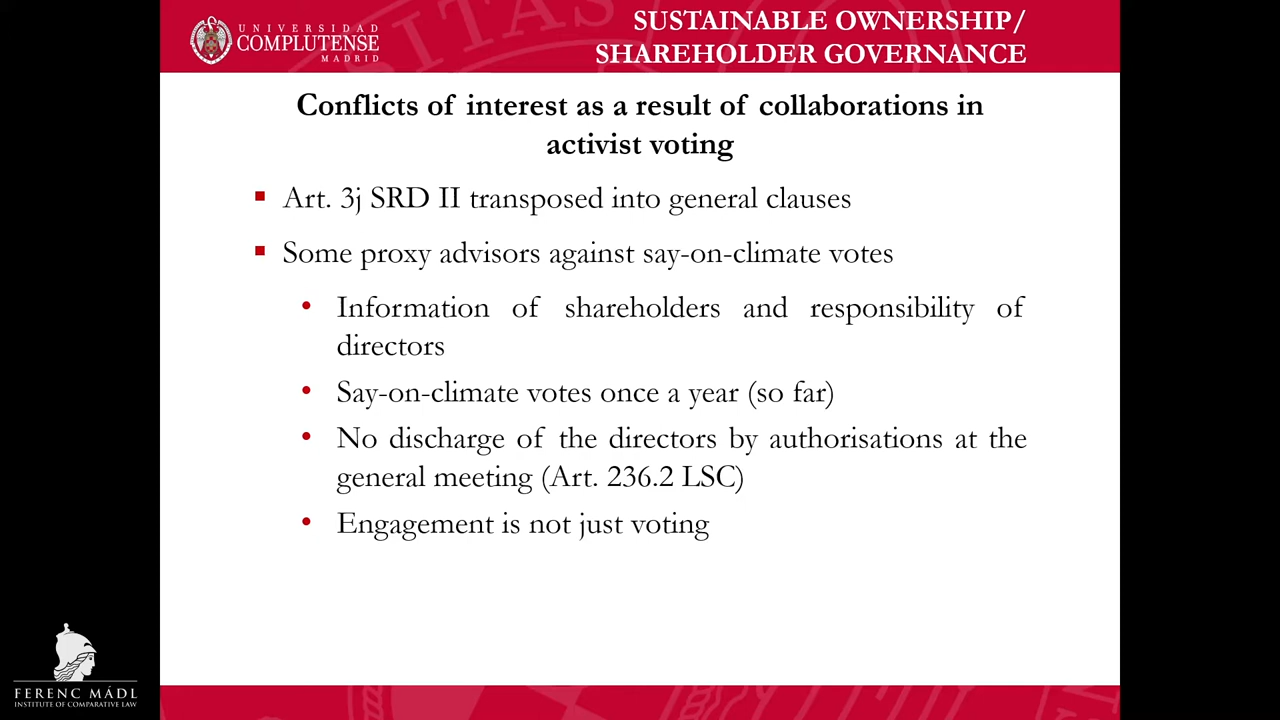 UNIVERSIDAD
COMPLUTENSE
MADRID
SUSTAINABLE OWNERSHIP/
SHAREHOLDER GOVERNANCE
Conflicts of interest as a result of collaborations in
activist voting
Art. 3j SRD II transposed into general clauses
Some proxy advisors against say-on-climate votes
Information of shareholders and responsibility of
directors
Say-on-climate votes once a year (so far)
No discharge of the directors by authorisations at the
general meeting (Art. 236.2 LSC)
Engagement is not just voting
FERENC MÁDL
INSTITUTE OF COMPARATIVE LAW